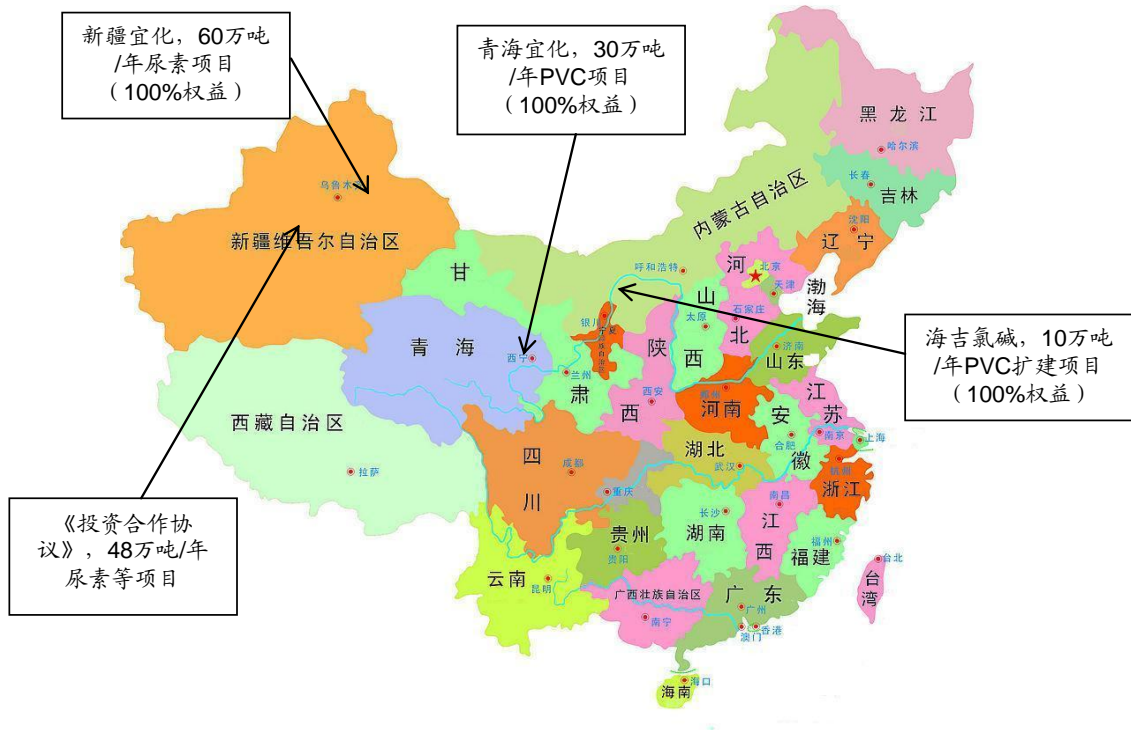 新疆宜化，60万吨
/年尿素项目
（100%权益）
青海宜化，30万吨
/年PVC项目
（100%权益）
海吉氯碱，10万吨
/年PVC扩建项目
（100%权益）
《投资合作协
议》，48万吨/年
尿素等项目
黑龙江
哈尔滨
长春
吉林
沈阳
辽宁
内蒙古自治区
呼和浩特
乌鲁木齐
新疆维吾尔自治区
甘
肃
银川
宁夏回族自治区
青海
西宁
兰州
陕
西
西安
山
西
太原
河
北
北京
天津
石家庄
渤海
济南
山东
西藏自治区
拉萨
四
川
成都
重庆
河南
郑州
湖北
武汉
安
徽
合肥
江
苏
南京
上海
杭州
浙江
云南
昆明
贵州
贵阳
湖南
长沙
南昌
江
西
福州
福建
台北
台湾
广西壮族自治区
南宁
广东
广州
澳门
香港
海口
海南